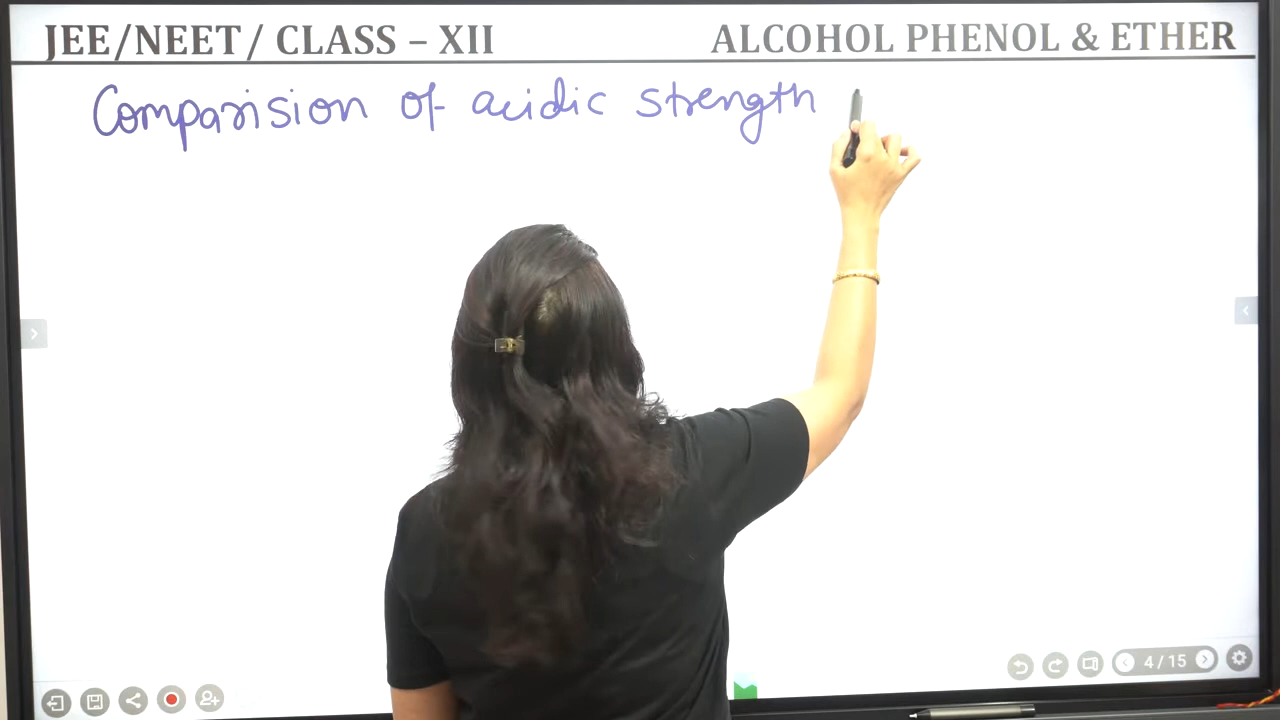 JEE/NEET/ CLASS – XII
ALCOHOL PHENOL & ETHER
Comparision of acidic strength
4/15